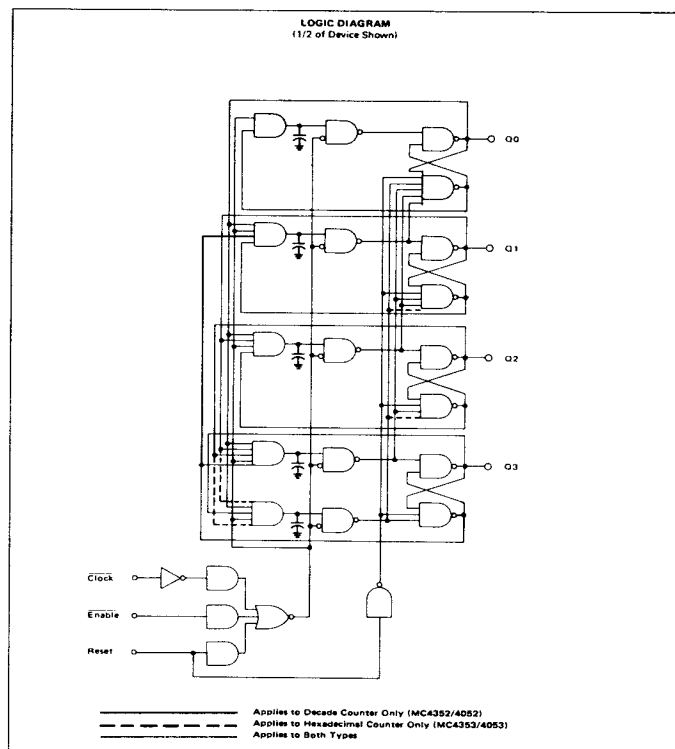 LOGIC DIAGRAM
(1/2 of Device Shown)
Q0
Q1
Q2
Q3
Clock
Enable
Reset
Applies to Decade Counter Only (MC4352/4052)
Applies to Hexadecimal Counter Only (MC4353/4053)
Applies to Both Types